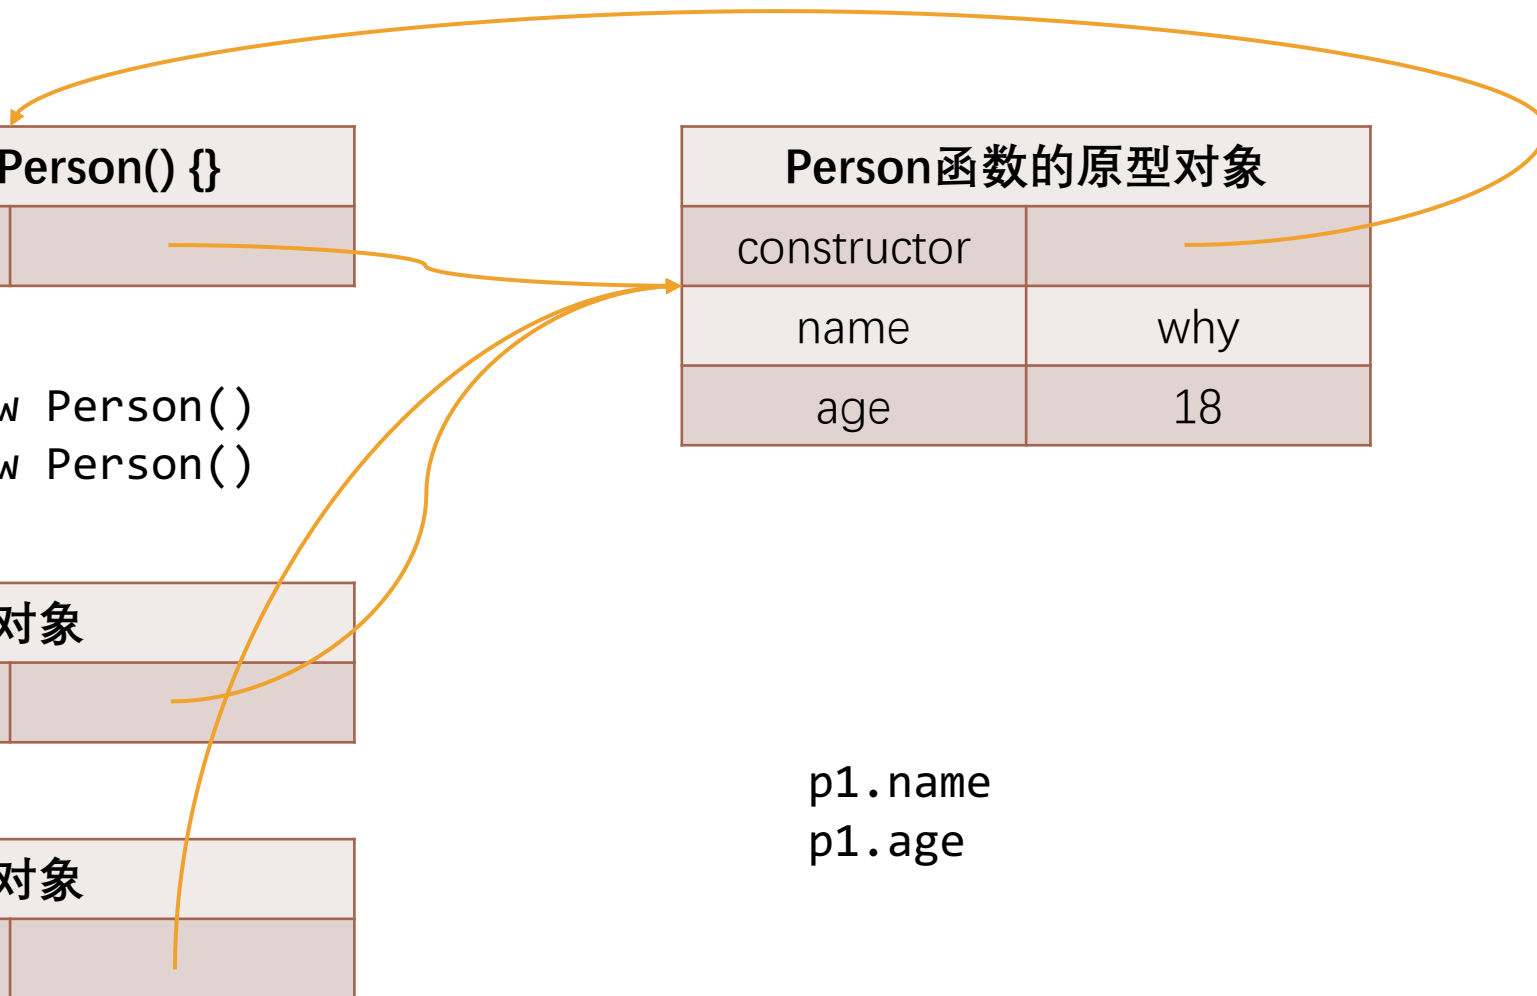 Person() {}
Person函数的原型对象
constructor
name why
age 18
w Person()
w Person()
对象
对象
p1.name
p1.age